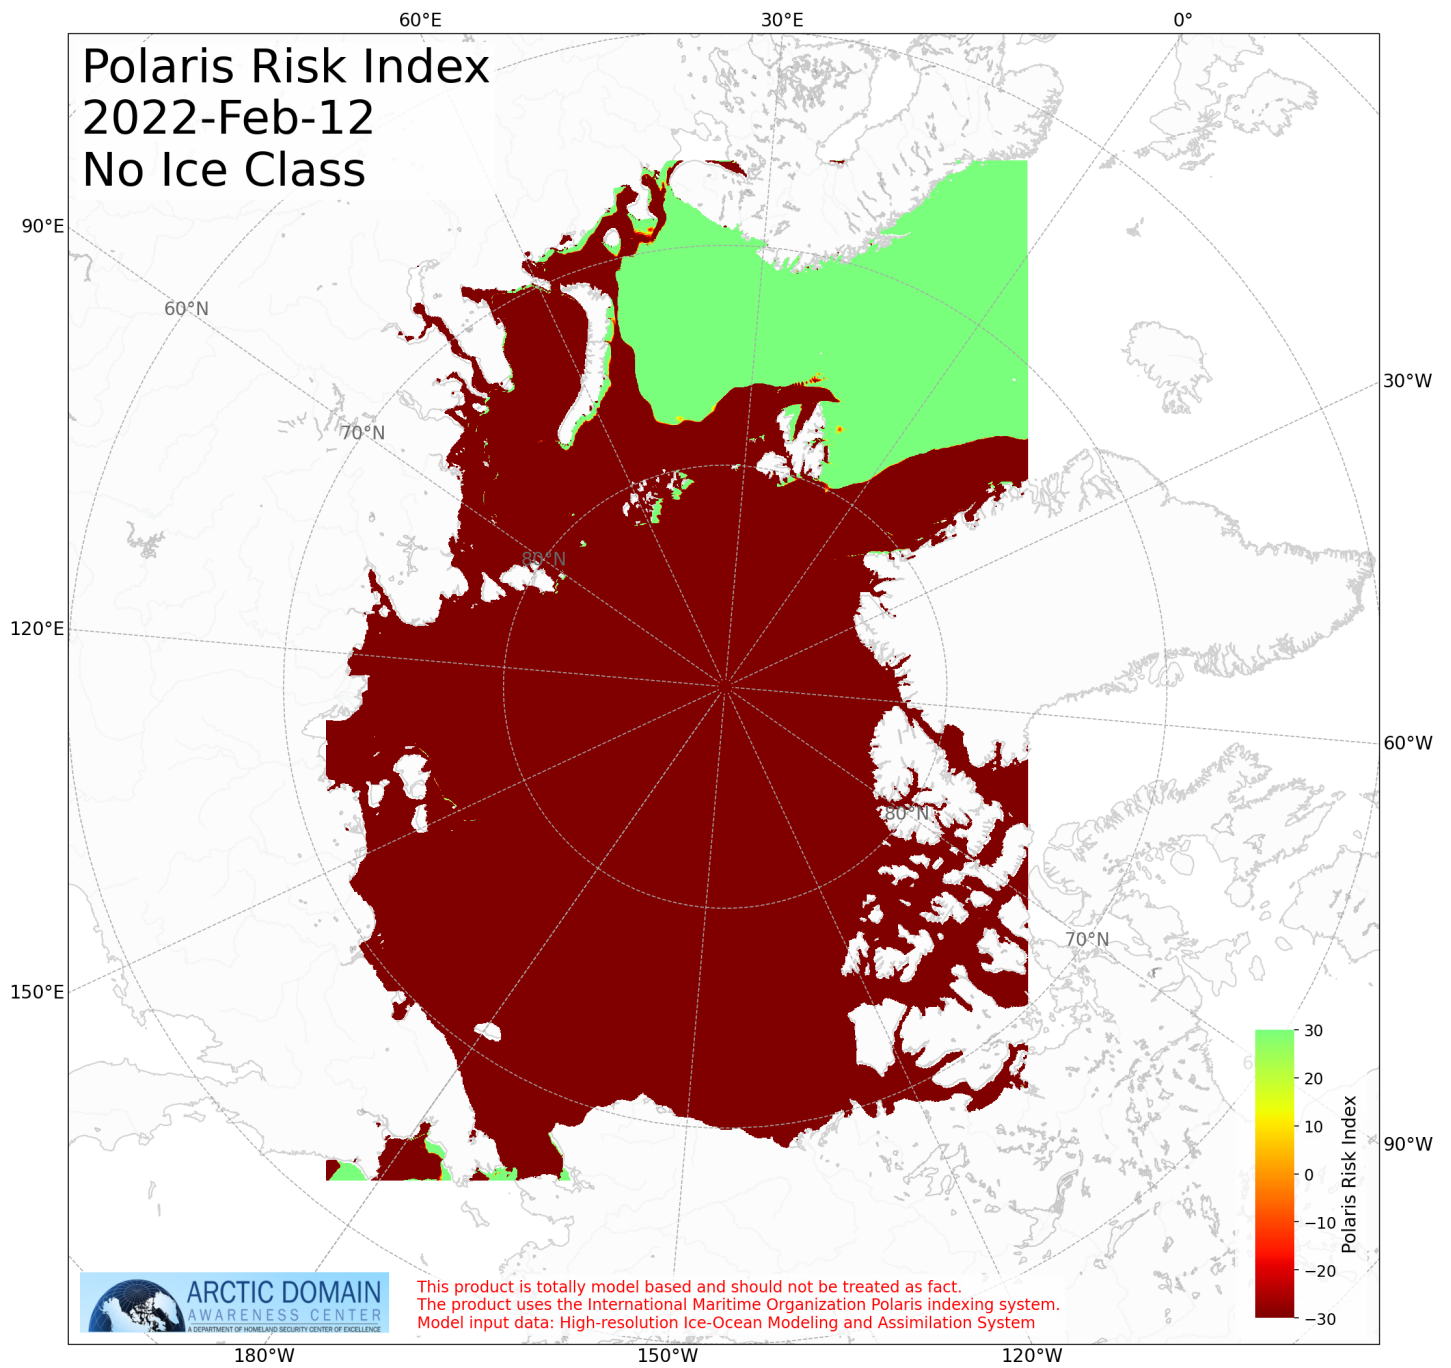 60°E
30°E
0°
Polaris Risk Index
2022-Feb-12
No Ice Class
90°E
60°N
30°W
70°N
80°N
120°E
60°W
80°N
70°N
150°E
30
20
10
0
−10
−20
−30
Polaris Risk Index
90°W
ARCTIC DOMAIN
AWARENESS CENTER
A DEPARTMENT OF HOMELAND SECURITY CENTER OF EXCELLENCE
This product is totally model based and should not be treated as fact.
The product uses the International Maritime Organization Polaris indexing system.
Model input data: High-resolution Ice-Ocean Modeling and Assimilation System
180°W
150°W
120°W